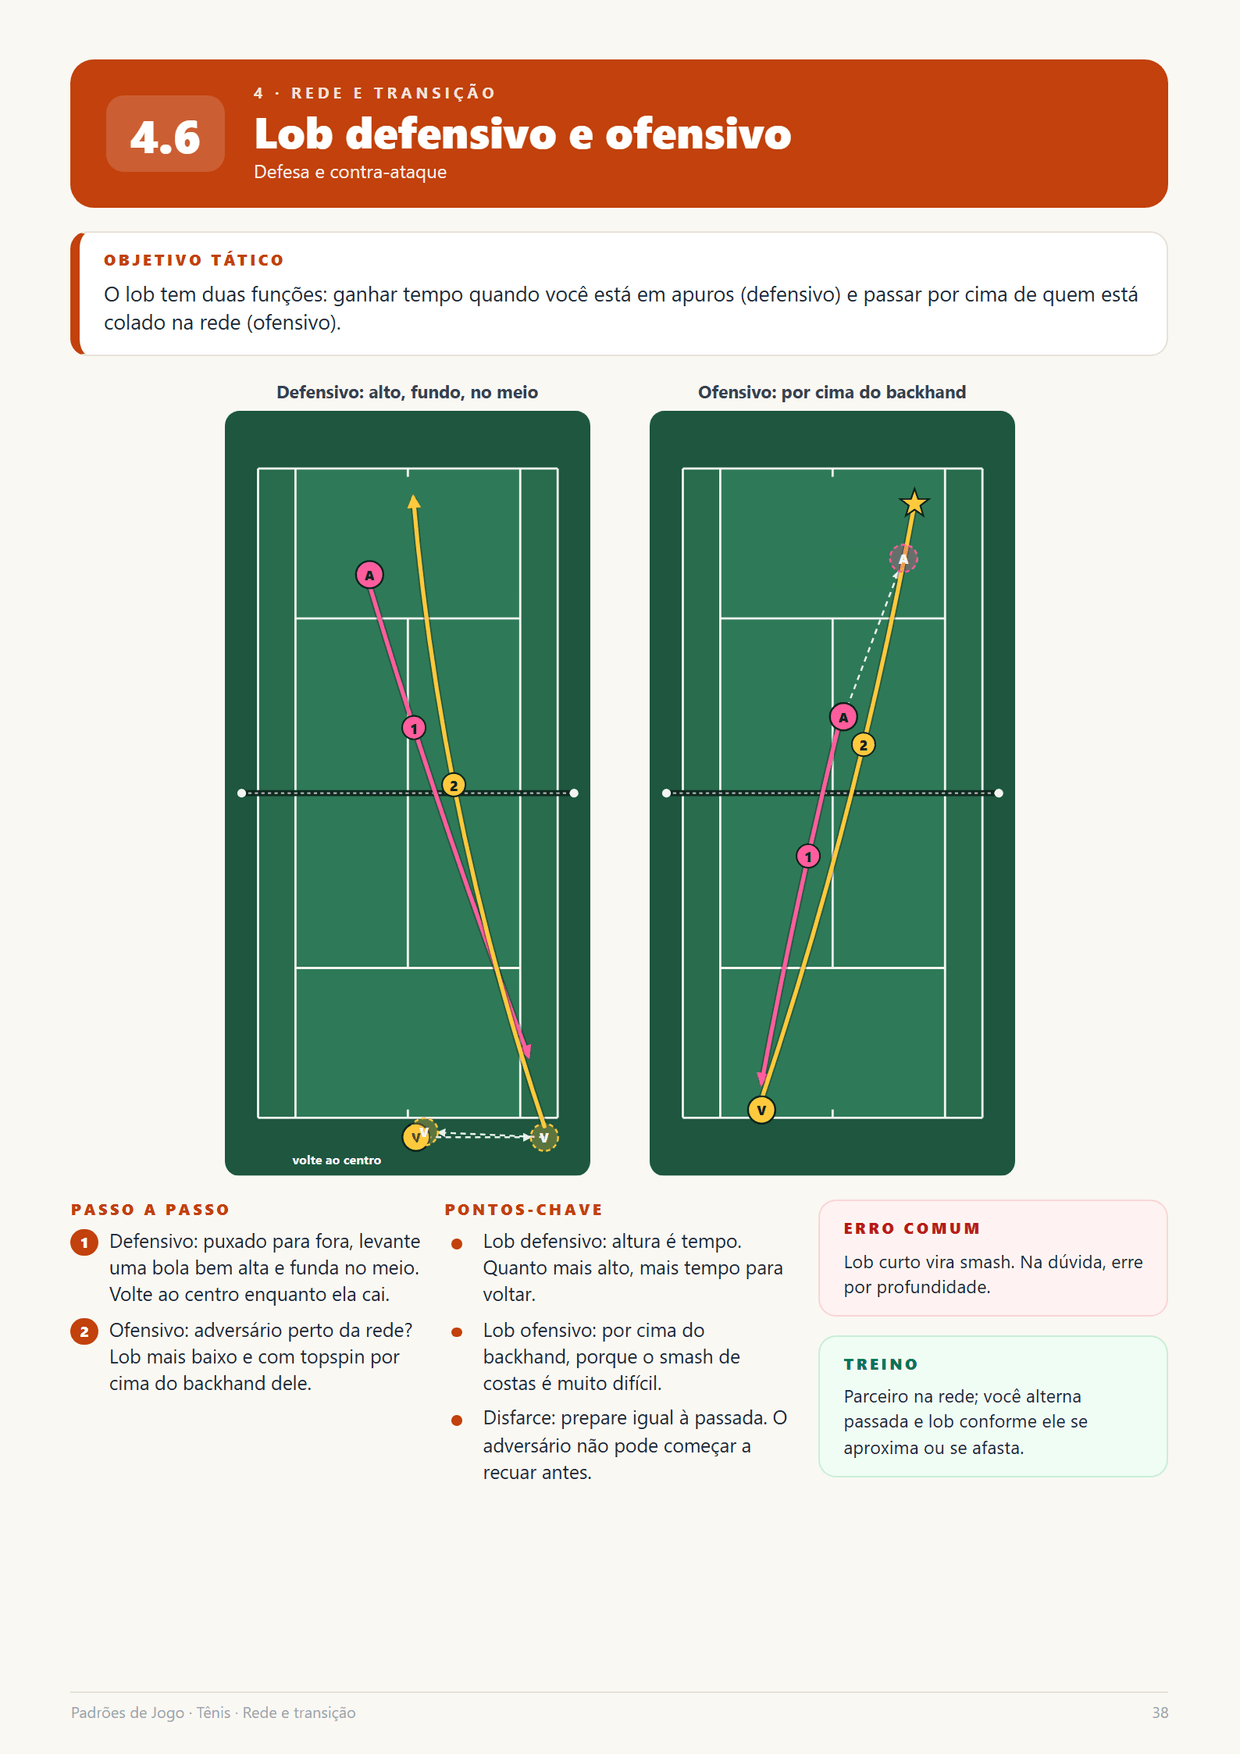 4 · REDE E TRANSIÇÃO
4.6
Lob defensivo e ofensivo
Defesa e contra-ataque
OBJETIVO TÁTICO
O lob tem duas funções: ganhar tempo quando você está em apuros (defensivo) e passar por cima de quem está
colado na rede (ofensivo).
Defensivo: alto, fundo, no meio
A
1
2
V
V
V
volte ao centro
Ofensivo: por cima do backhand
A
A
2
1
V
PASSO A PASSO
1 Defensivo: puxado para fora, levante
uma bola bem alta e funda no meio.
Volte ao centro enquanto ela cai.
2 Ofensivo: adversário perto da rede?
Lob mais baixo e com topspin por
cima do backhand dele.
PONTOS-CHAVE
Lob defensivo: altura é tempo.
Quanto mais alto, mais tempo para
voltar.
Lob ofensivo: por cima do
backhand, porque o smash de
costas é muito difícil.
Disfarce: prepare igual à passada. O
adversário não pode começar a
recuar antes.
ERRO COMUM
Lob curto vira smash. Na dúvida, erre
por profundidade.
TREINO
Parceiro na rede; você alterna
passada e lob conforme ele se
aproxima ou se afasta.
Padrões de Jogo · Tênis · Rede e transição
38